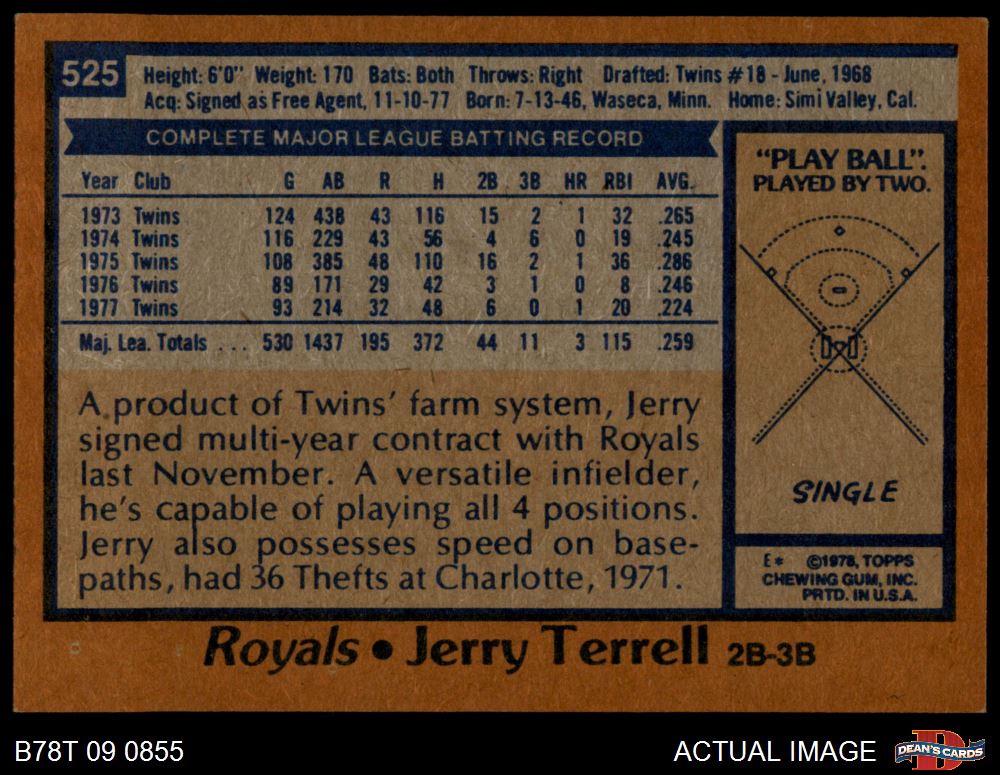 525
Height: 6'0" Weight: 170 Bats: Both Throws: Right Drafted: Twins #18 - June, 1968
Acq: Signed as Free Agent, 11-10-77 Born: 7-13-46, Waseca, Minn. Home: Simi Valley, Cal.
COMPLETE MAJOR LEAGUE BATTING RECORD
Year Club G AB R H 2B 3B HR RBI AVG.
1973 Twins 124 438 43 116 15 2 1 32 .265
1974 Twins 116 229 43 56 4 6 0 19 .245
1975 Twins 108 385 48 110 16 2 1 36 .286
1976 Twins 89 171 29 42 3 1 0 8 .246
1977 Twins 93 214 32 48 6 0 1 20 .224
Maj. Lea. Totals ... 530 1437 195 372 44 11 3 115 .259
A product of Twins' farm system, Jerry
signed multi-year contract with Royals
last November. A versatile infielder,
he's capable of playing all 4 positions.
Jerry also possesses speed on base-
paths, had 36 Thefts at Charlotte, 1971.
"PLAY BALL".
PLAYED BY TWO.
SINGLE
E* ©1978, TOPPS
CHEWING GUM, INC.
PRTD. IN U.S.A.
Royals • Jerry Terrell 2B-3B
B78T 09 0855
ACTUAL IMAGE
D
DEAN'S CARDS